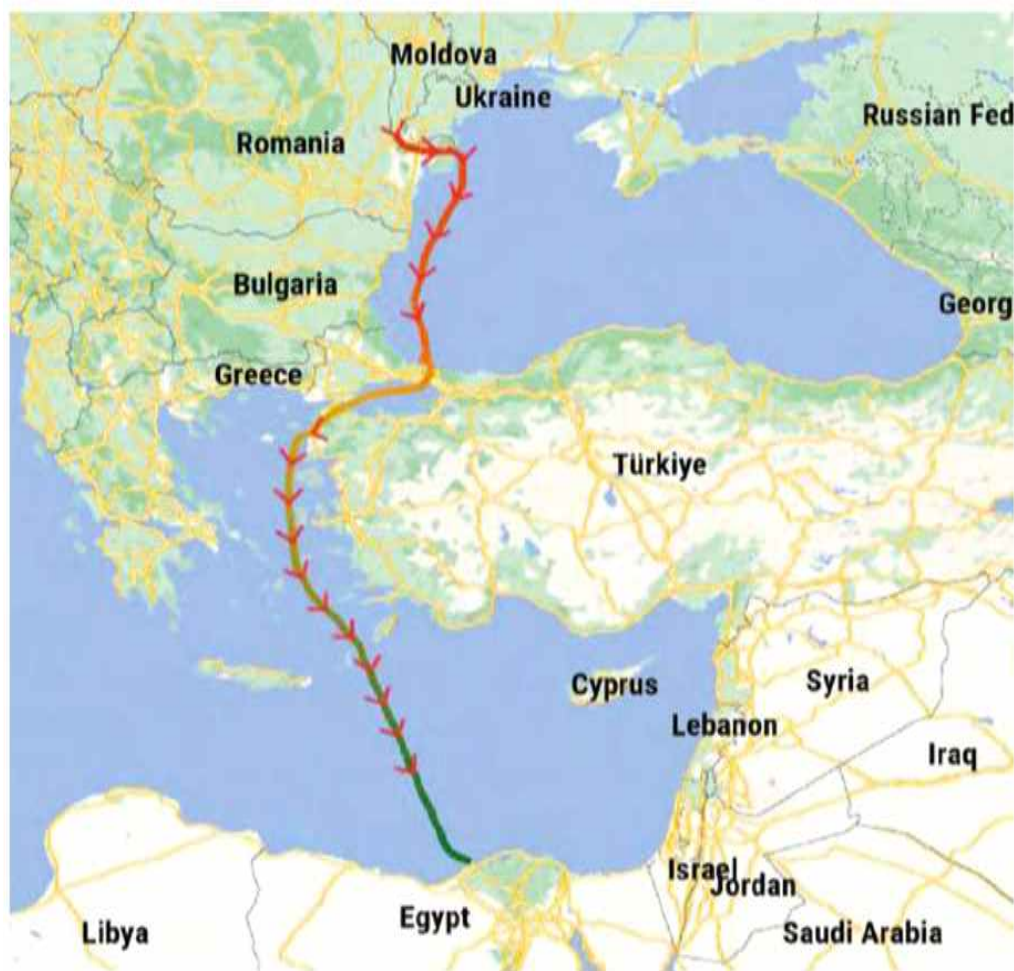 Moldova
Ukraine
Russian Fed
Romania
Bulgaria
Georg
Greece
Türkiye
Cyprus
Syria
Lebanon
Iraq
Israel
Jordan
Egypt
Libya
Saudi Arabia